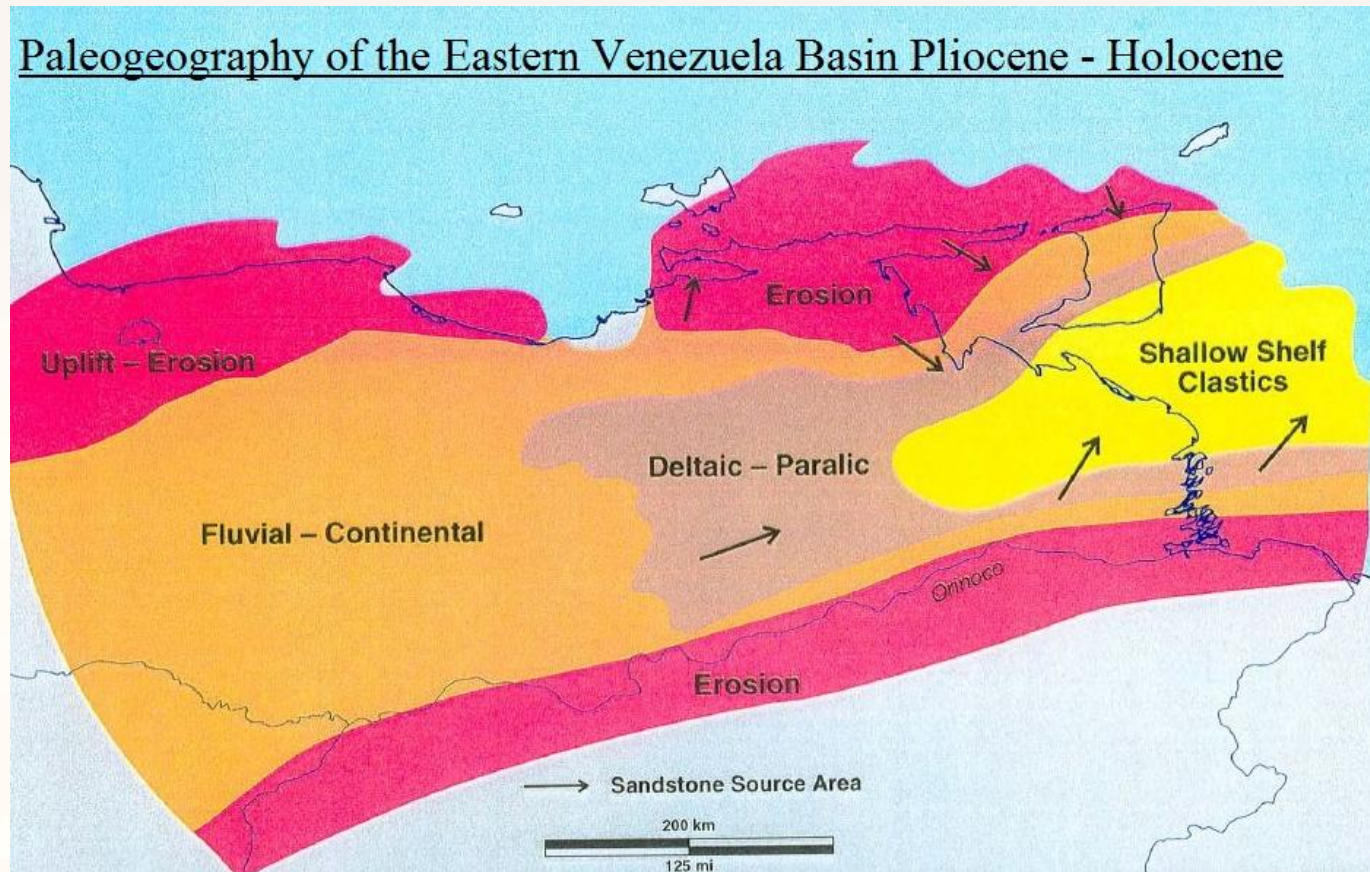 Paleogeography of the Eastern Venezuela Basin Pliocene - Holocene
Erosion
Uplift – Erosion
Shallow Shelf
Clastics
Deltaic – Paralic
Fluvial – Continental
Orinoco
Erosion
Sandstone Source Area
200 km
125 mi